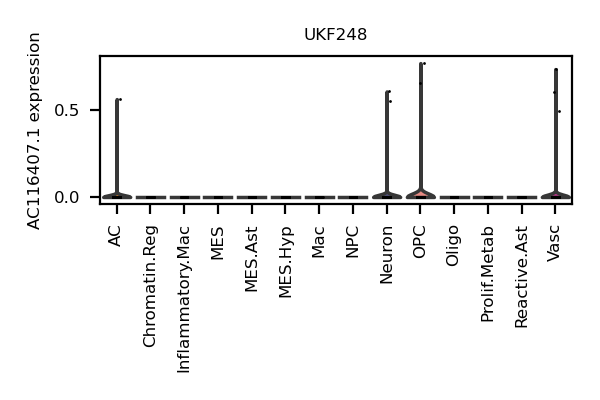 UKF248
AC116407.1 expression
0.5
0.0
AC
Chromatin.Reg
Inflammatory.Mac
MES
MES.Ast
MES.Hyp
Mac
NPC
Neuron
OPC
Oligo
Prolif.Metab
Reactive.Ast
Vasc